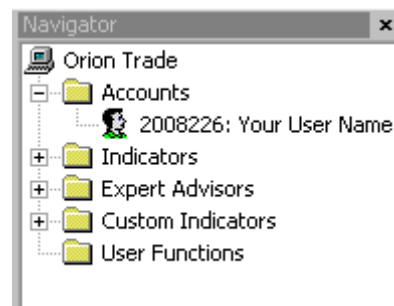 Navigator
Orion Trade
Accounts
2008226: Your User Name
Indicators
Expert Advisors
Custom Indicators
User Functions